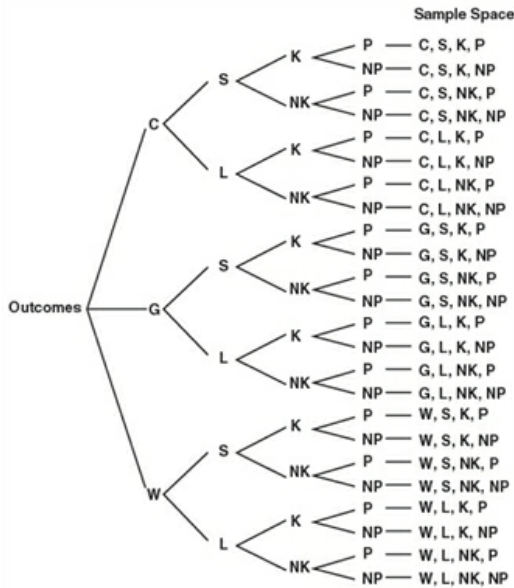 Sample Space
P C, S, K, P
K
NP C, S, K, NP
S
P C, S, NK, P
NK
NP C, S, NK, NP
C
P C, L, K, P
K
NP C, L, K, NP
L
P C, L, NK, P
NK
NP C, L, NK, NP
P G, S, K, P
K
NP G, S, K, NP
S
P G, S, NK, P
NK
NP G, S, NK, NP
Outcomes G
P G, L, K, P
K
NP G, L, K, NP
L
P G, L, NK, P
NK
NP G, L, NK, NP
P W, S, K, P
K
NP W, S, K, NP
S
P W, S, NK, P
NK
NP W, S, NK, NP
W
P W, L, K, P
K
NP W, L, K, NP
L
P W, L, NK, P
NK
NP W, L, NK, NP